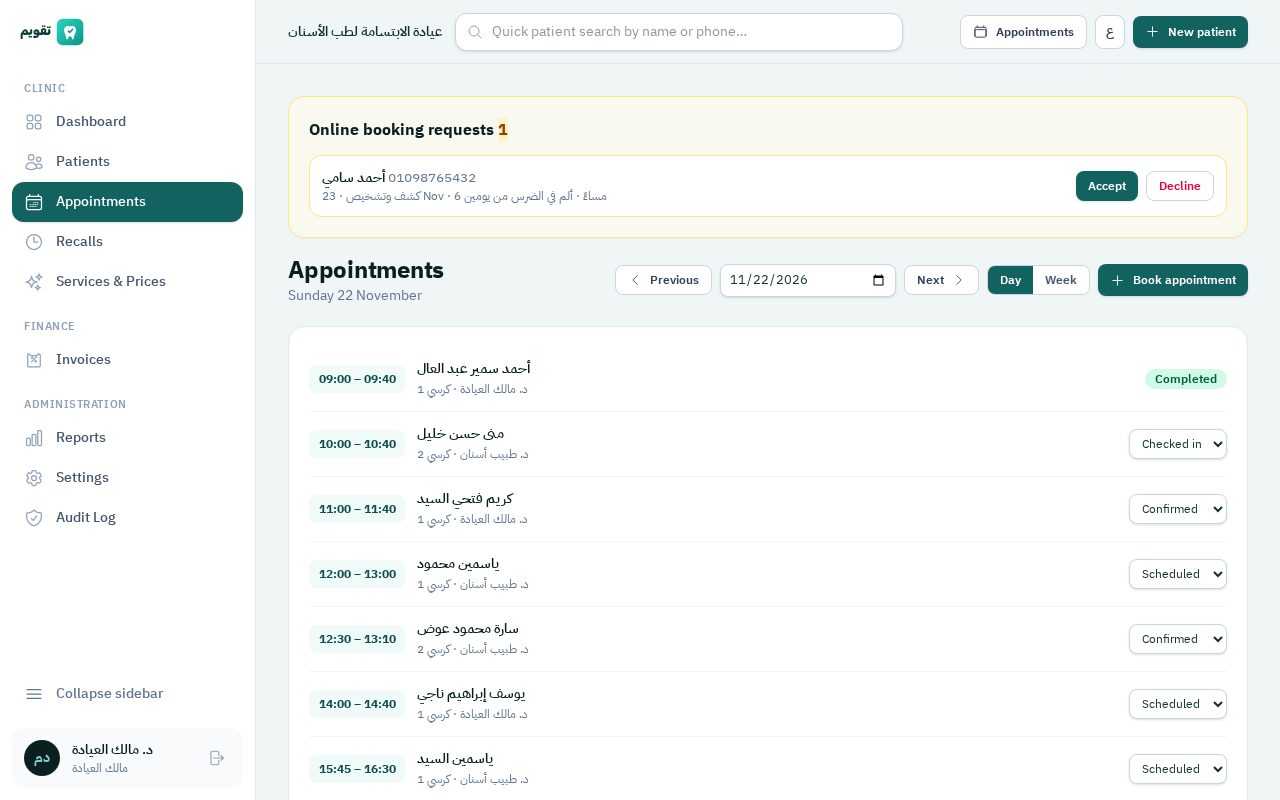 تقويم
CLINIC
Dashboard
Patients
Appointments
Recalls
Services & Prices
FINANCE
Invoices
ADMINISTRATION
Reports
Settings
Audit Log
Collapse sidebar
دم
د. مالك العيادة
مالك العيادة
عيادة الابتسامة لطب الأسنان
Quick patient search by name or phone...
Appointments
ع
New patient
Online booking requests 1
أحمد سامي 01098765432
كشف وتشخيص · 23 Nov · مساءً · ألم في الضرس من يومين 6
Accept
Decline
Appointments
Sunday 22 November
Previous
11/22/2026
Next
Day
Week
Book appointment
09:00 – 09:40
أحمد سمير عبد العال
د. مالك العيادة · كرسي 1
Completed
10:00 – 10:40
منى حسن خليل
د. طبيب أسنان · كرسي 2
Checked in
11:00 – 11:40
كريم فتحي السيد
د. مالك العيادة · كرسي 1
Confirmed
12:00 – 13:00
ياسمين محمود
د. طبيب أسنان · كرسي 1
Scheduled
12:30 – 13:10
سارة محمود عوض
د. طبيب أسنان · كرسي 2
Confirmed
14:00 – 14:40
يوسف إبراهيم ناجي
د. مالك العيادة · كرسي 1
Scheduled
15:45 – 16:30
ياسمين السيد
د. طبيب أسنان · كرسي 1
Scheduled